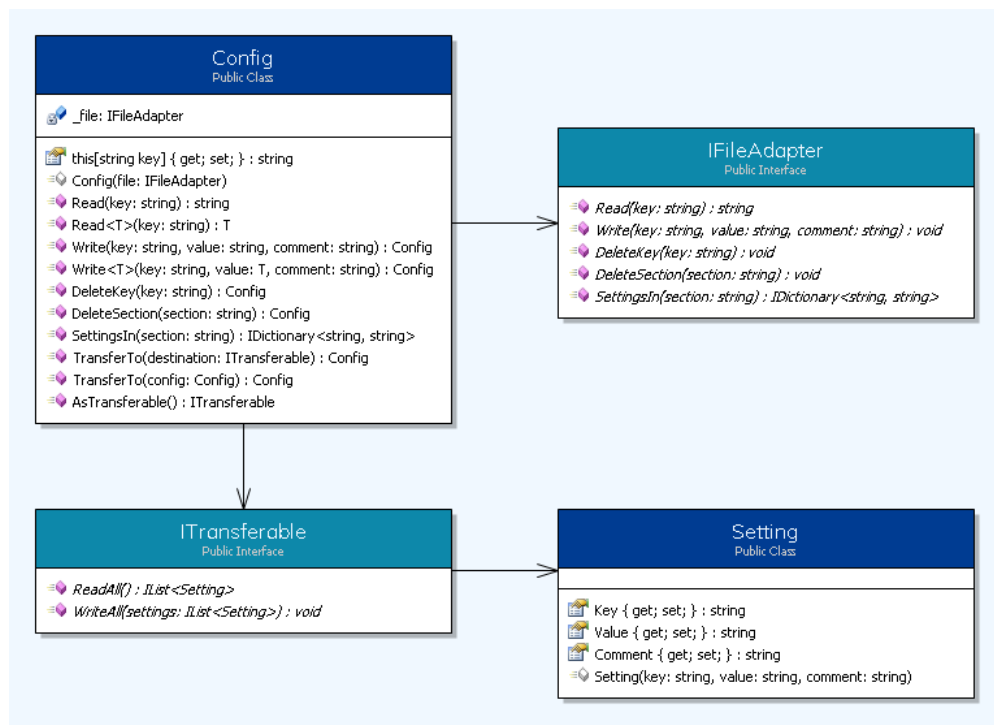 Config
Public Class
_file: IFileAdapter
this[string key] { get; set; } : string
Config(file: IFileAdapter)
Read(key: string) : string
Read<T>(key: string) : T
Write(key: string, value: string, comment: string) : Config
Write<T>(key: string, value: T, comment: string) : Config
DeleteKey(key: string) : Config
DeleteSection(section: string) : Config
SettingsIn(section: string) : IDictionary<string, string>
TransferTo(destination: ITransferable) : Config
TransferTo(config: Config) : Config
AsTransferable() : ITransferable
IFileAdapter
Public Interface
Read(key: string) : string
Write(key: string, value: string, comment: string) : void
DeleteKey(key: string) : void
DeleteSection(section: string) : void
SettingsIn(section: string) : IDictionary<string, string>
ITransferable
Public Interface
ReadAll() : IList<Setting>
WriteAll(settings: IList<Setting>) : void
Setting
Public Class
Key { get; set; } : string
Value { get; set; } : string
Comment { get; set; } : string
Setting(key: string, value: string, comment: string)